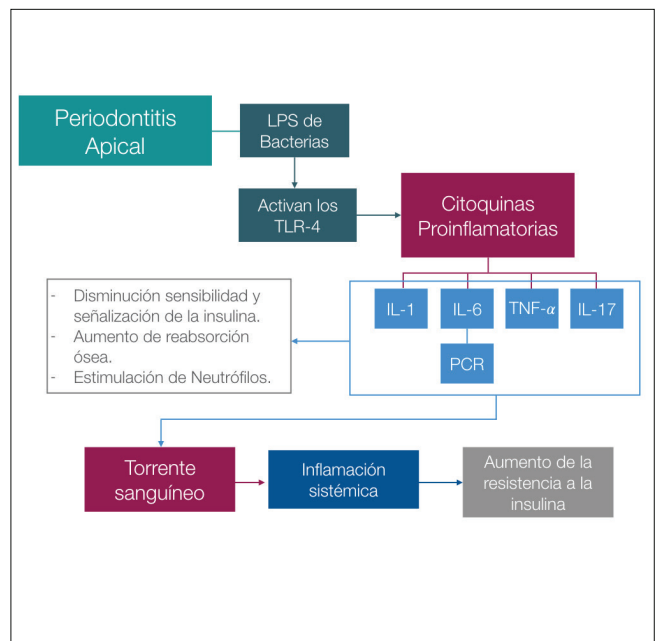 Periodontitis
Apical
LPS de
Bacterias
Activan los
TLR-4
Citoquinas
Proinflamatorias
IL-1
IL-6
TNF-α
IL-17
PCR
- Disminución sensibilidad y
señalización de la insulina.
- Aumento de reabsorción
ósea.
- Estimulación de Neutrófilos.
Torrente
sanguíneo
Inflamación
sistémica
Aumento de la
resistencia a la
insulina